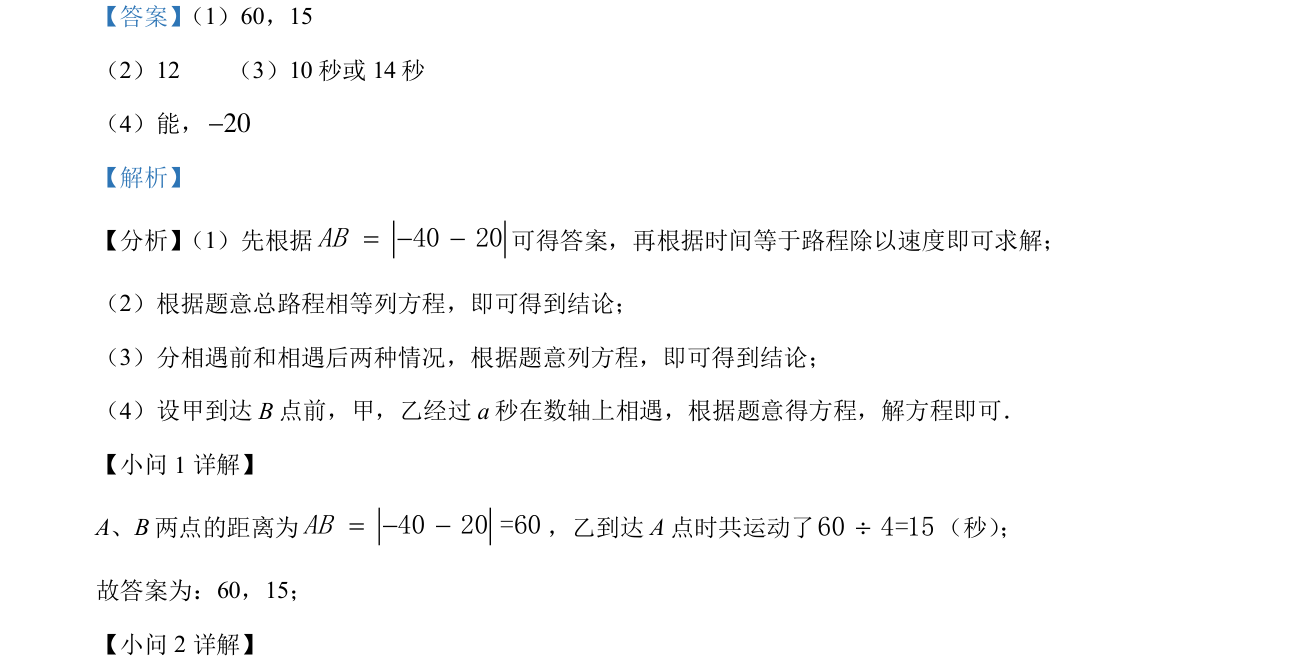 【答案】（1）60，15
（2）12 （3）10 秒或 14 秒
（4）能，−20
【解析】
【分析】（1）先根据 AB = |−40 − 20| 可得答案，再根据时间等于路程除以速度即可求解；
（2）根据题意总路程相等列方程，即可得到结论；
（3）分相遇前和相遇后两种情况，根据题意列方程，即可得到结论；
（4）设甲到达 B 点前，甲，乙经过 a 秒在数轴上相遇，根据题意得方程，解方程即可．
【小问 1 详解】
A、B 两点的距离为 AB = |−40 − 20| =60，乙到达 A 点时共运动了 60 ÷ 4=15（秒）；
故答案为：60，15；
【小问 2 详解】